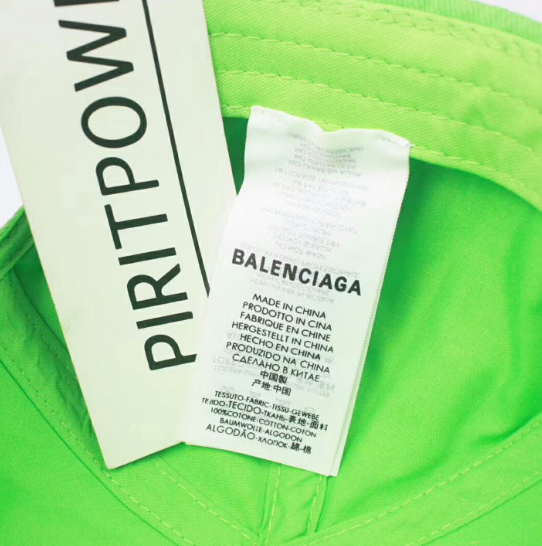 PIRITPOW
BALENCIAGA
MADE IN CHINA
PRODOTTO IN CINA
FABRIQUE EN CHINE
HERGESTELLT IN CHINA
HECHO EN CHINA
PRODUZIDO NA CHINA
СДЕЛАНО В КИТАЕ
中国製
产地:中国
TESSUTO-FABRIC-TISSU-GEWEBE
TEJIDO-TECIDO-ТКАНЬ-表地-面料
100%COTONE-COTTON-COTON
BAUMWOLLE-ALGODON
ALGODÃO-ХЛОПОК-綿-棉